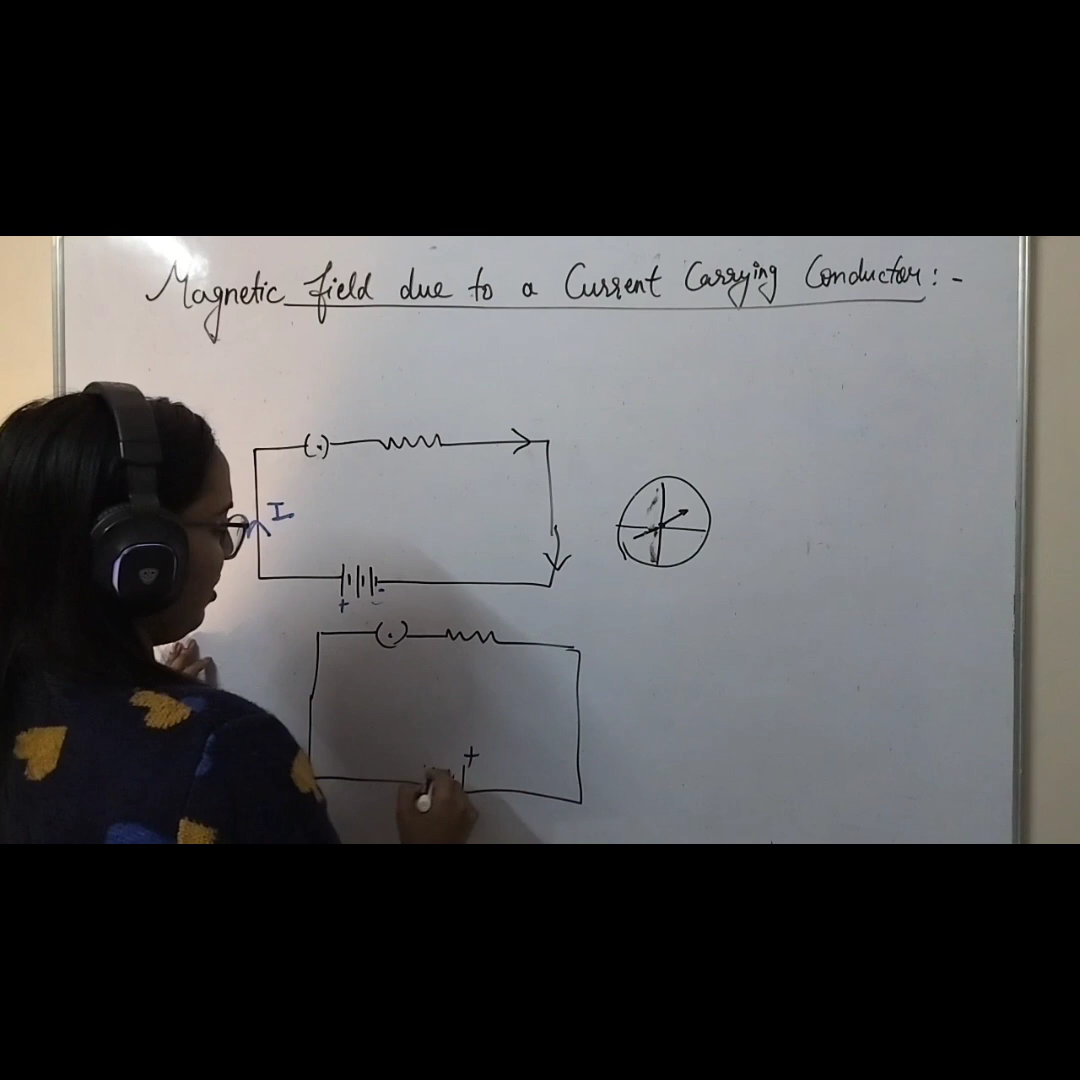 Magnetic field due to a Current Carrying Conductor:-
I
+ -
+